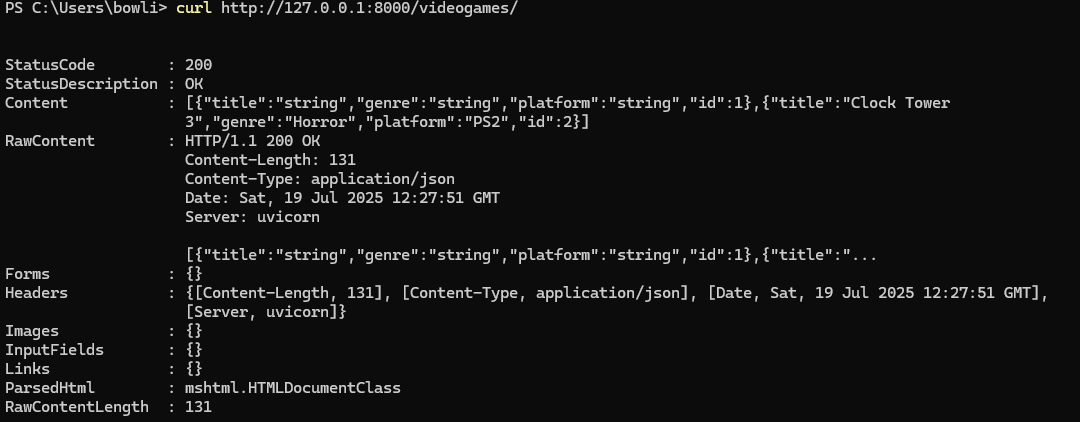 PS C:\Users\bowli> curl http://127.0.0.1:8000/videogames/
StatusCode        : 200
StatusDescription : OK
Content           : [{"title":"string","genre":"string","platform":"string","id":1},{"title":"Clock Tower
                    3","genre":"Horror","platform":"PS2","id":2}]
RawContent        : HTTP/1.1 200 OK
                    Content-Length: 131
                    Content-Type: application/json
                    Date: Sat, 19 Jul 2025 12:27:51 GMT
                    Server: uvicorn

                    [{"title":"string","genre":"string","platform":"string","id":1},{"title":"...
Forms             : {}
Headers           : {[Content-Length, 131], [Content-Type, application/json], [Date, Sat, 19 Jul 2025 12:27:51 GMT],
                    [Server, uvicorn]}
Images            : {}
InputFields       : {}
Links             : {}
ParsedHtml        : mshtml.HTMLDocumentClass
RawContentLength  : 131